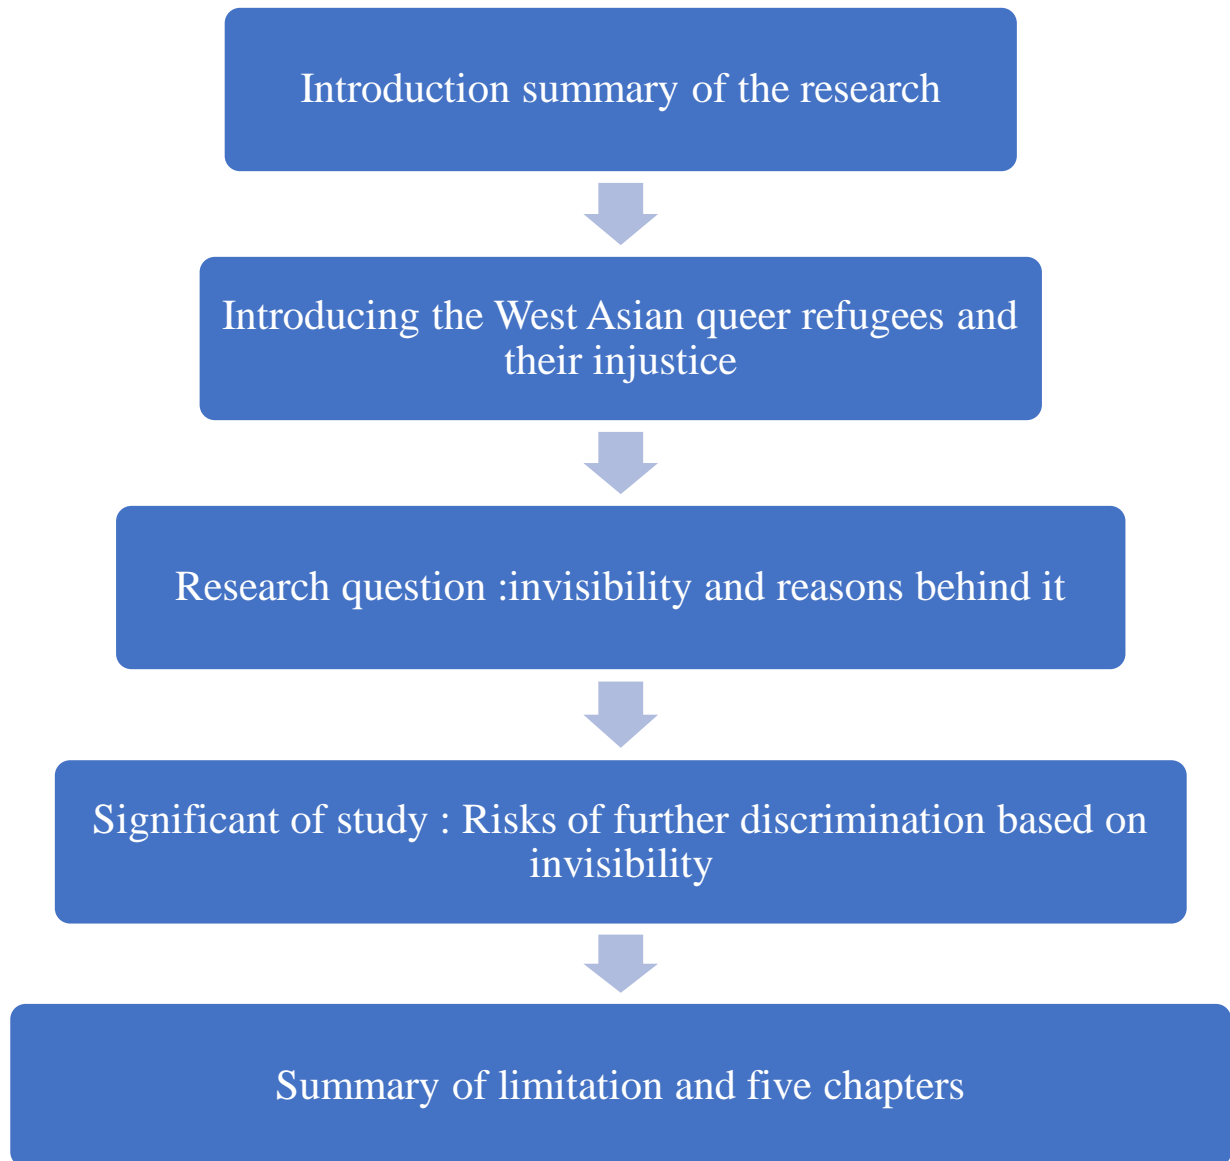 Introduction summary of the research
Introducing the West Asian queer refugees and
their injustice
Research question :invisibility and reasons behind it
Significant of study : Risks of further discrimination based on
invisibility
Summary of limitation and five chapters